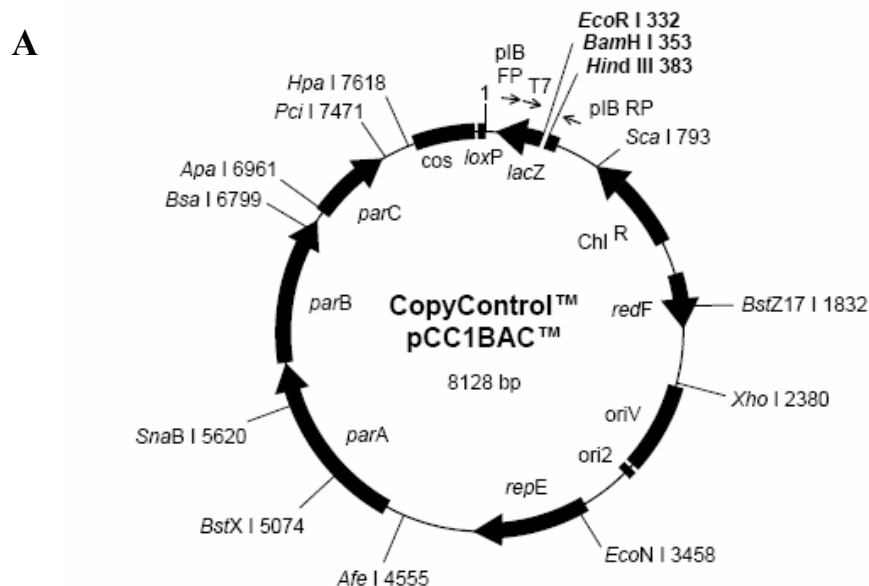 A
EcoR I 332
BamH I 353
Hind III 383
pIB
FP
T7
1
pIB RP
Hpa I 7618
Pci I 7471
Sca I 793
Apa I 6961
Bsa I 6799
cos
loxP
lacZ
parC
Chl R
CopyControl™
pCC1BAC™
8128 bp
parB
redF
BstZ17 I 1832
Xho I 2380
oriV
ori2
SnaB I 5620
parA
repE
BstX I 5074
Afe I 4555
EcoN I 3458